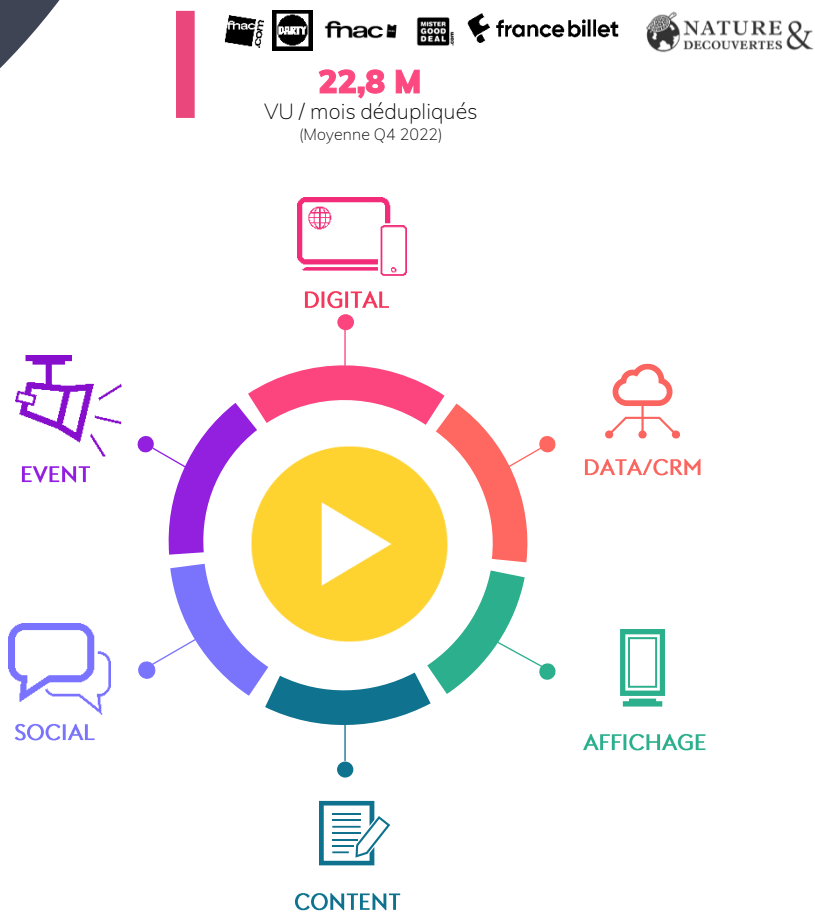 fnac .com DARTY fnac MISTER GOOD DEAL .com francebillet NATURE & DECOUVERTES
22,8 M
VU / mois dédupliqués
(Moyenne Q4 2022)
DIGITAL
EVENT
DATA/CRM
SOCIAL
AFFICHAGE
CONTENT